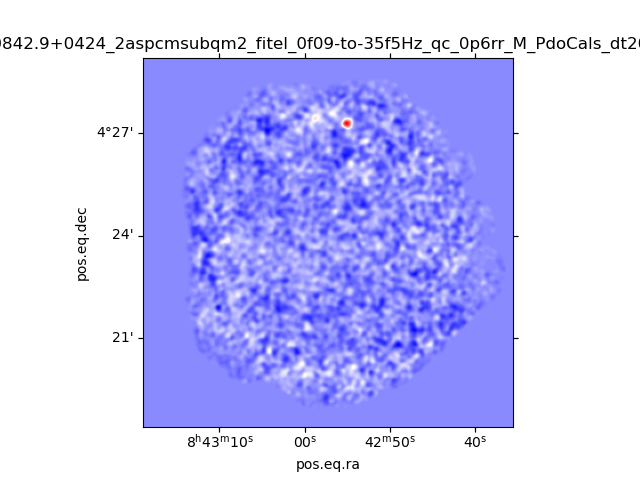 0842.9+0424_2aspcmsubqm2_fitel_0f09-to-35f5Hz_qc_0p6rr_M_PdoCals_dt20
4°27'
24'
21'
pos.eq.dec
8ʰ43ᵐ10ˢ 00ˢ 42ᵐ50ˢ 40ˢ
pos.eq.ra